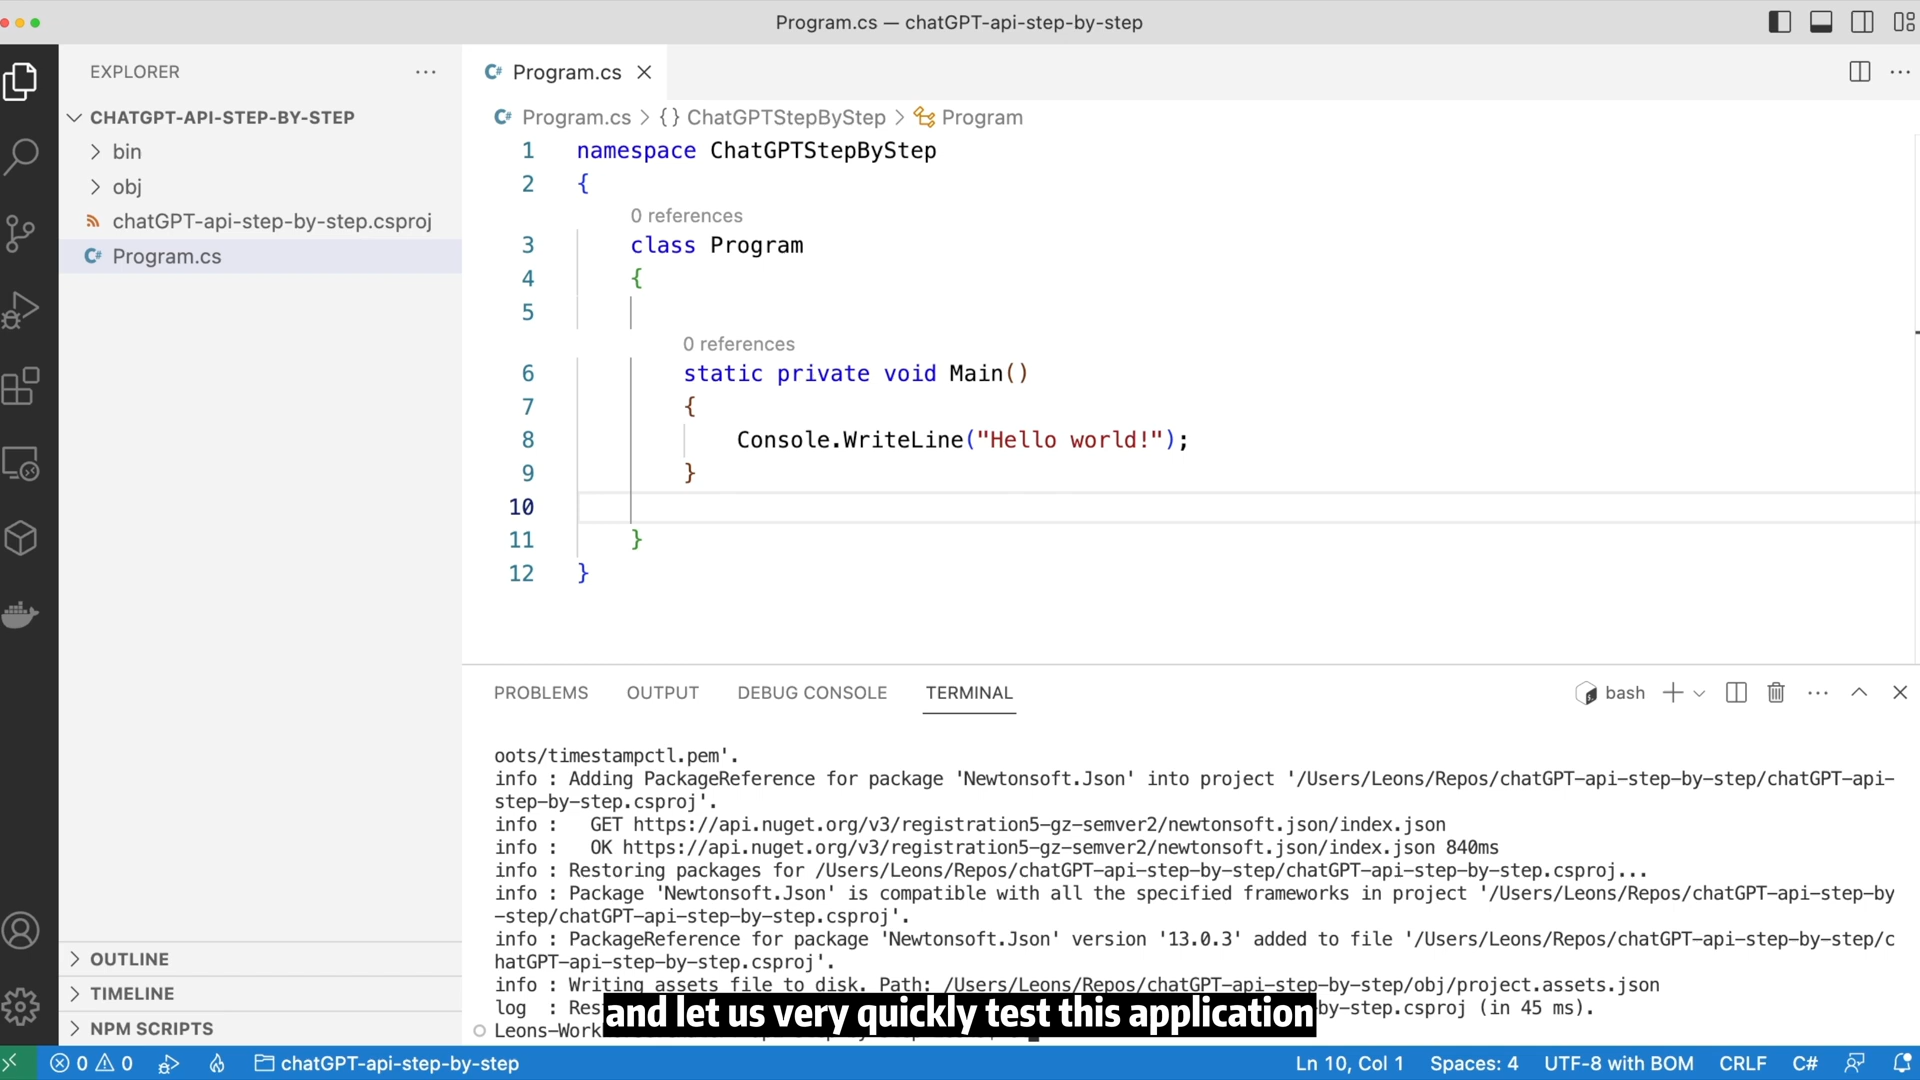 Program.cs — chatGPT-api-step-by-step
EXPLORER
CHATGPT-API-STEP-BY-STEP
bin
obj
chatGPT-api-step-by-step.csproj
C# Program.cs
OUTLINE
TIMELINE
NPM SCRIPTS
C# Program.cs
C# Program.cs > {} ChatGPTStepByStep > Program
1 namespace ChatGPTStepByStep
2 {
0 references
3 class Program
4 {
5
0 references
6 static private void Main()
7 {
8 Console.WriteLine("Hello world!");
9 }
10
11 }
12 }
PROBLEMS OUTPUT DEBUG CONSOLE TERMINAL bash
oots/timestampctl.pem'.
info : Adding PackageReference for package 'Newtonsoft.Json' into project '/Users/Leons/Repos/chatGPT-api-step-by-step/chatGPT-api-
step-by-step.csproj'.
info :   GET https://api.nuget.org/v3/registration5-gz-semver2/newtonsoft.json/index.json
info :   OK https://api.nuget.org/v3/registration5-gz-semver2/newtonsoft.json/index.json 840ms
info : Restoring packages for /Users/Leons/Repos/chatGPT-api-step-by-step/chatGPT-api-step-by-step.csproj...
info : Package 'Newtonsoft.Json' is compatible with all the specified frameworks in project '/Users/Leons/Repos/chatGPT-api-step-by
-step/chatGPT-api-step-by-step.csproj'.
info : PackageReference for package 'Newtonsoft.Json' version '13.0.3' added to file '/Users/Leons/Repos/chatGPT-api-step-by-step/c
hatGPT-api-step-by-step.csproj'.
info : Writing assets file to disk. Path: /Users/Leons/Repos/chatGPT-api-step-by-step/obj/project.assets.json
log  : Res by-step.csproj (in 45 ms).
Leons-Work
and let us very quickly test this application
0 0 chatGPT-api-step-by-step Ln 10, Col 1 Spaces: 4 UTF-8 with BOM CRLF C#